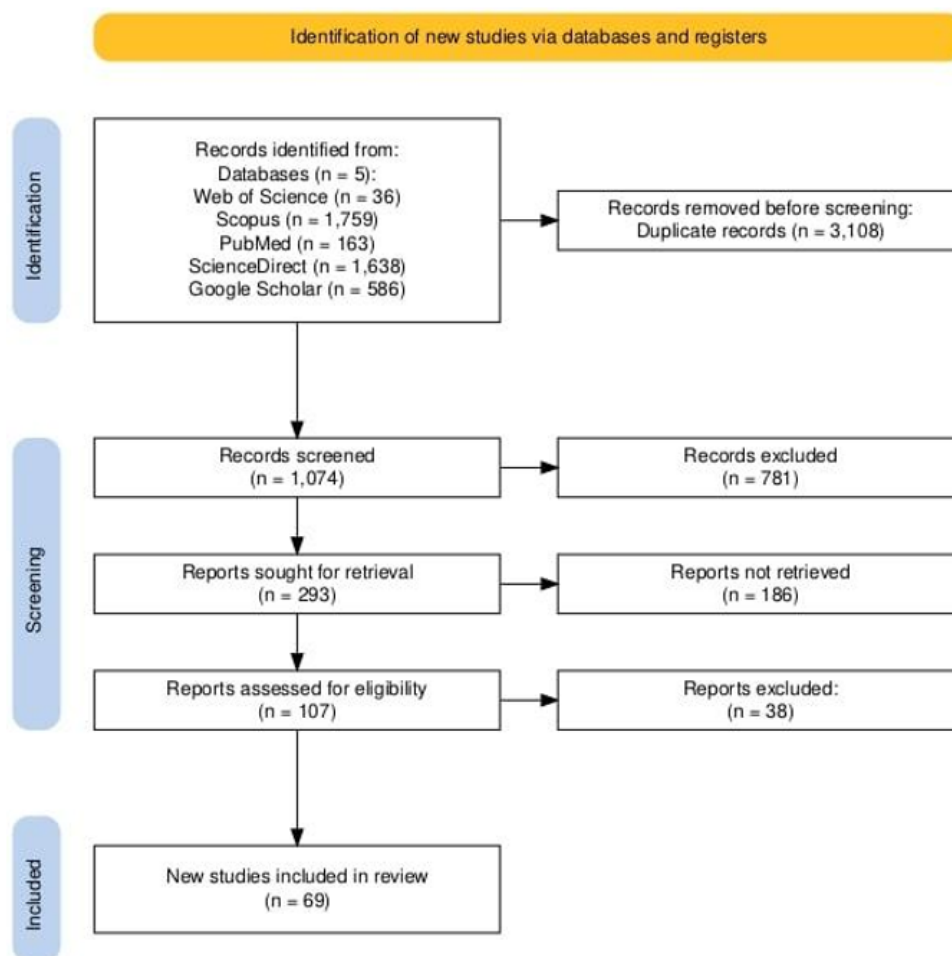 Identification of new studies via databases and registers
Identification
Records identified from:
Databases (n = 5):
Web of Science (n = 36)
Scopus (n = 1,759)
PubMed (n = 163)
ScienceDirect (n = 1,638)
Google Scholar (n = 586)
Records removed before screening:
Duplicate records (n = 3,108)
Screening
Records screened
(n = 1,074)
Records excluded
(n = 781)
Reports sought for retrieval
(n = 293)
Reports not retrieved
(n = 186)
Reports assessed for eligibility
(n = 107)
Reports excluded:
(n = 38)
Included
New studies included in review
(n = 69)